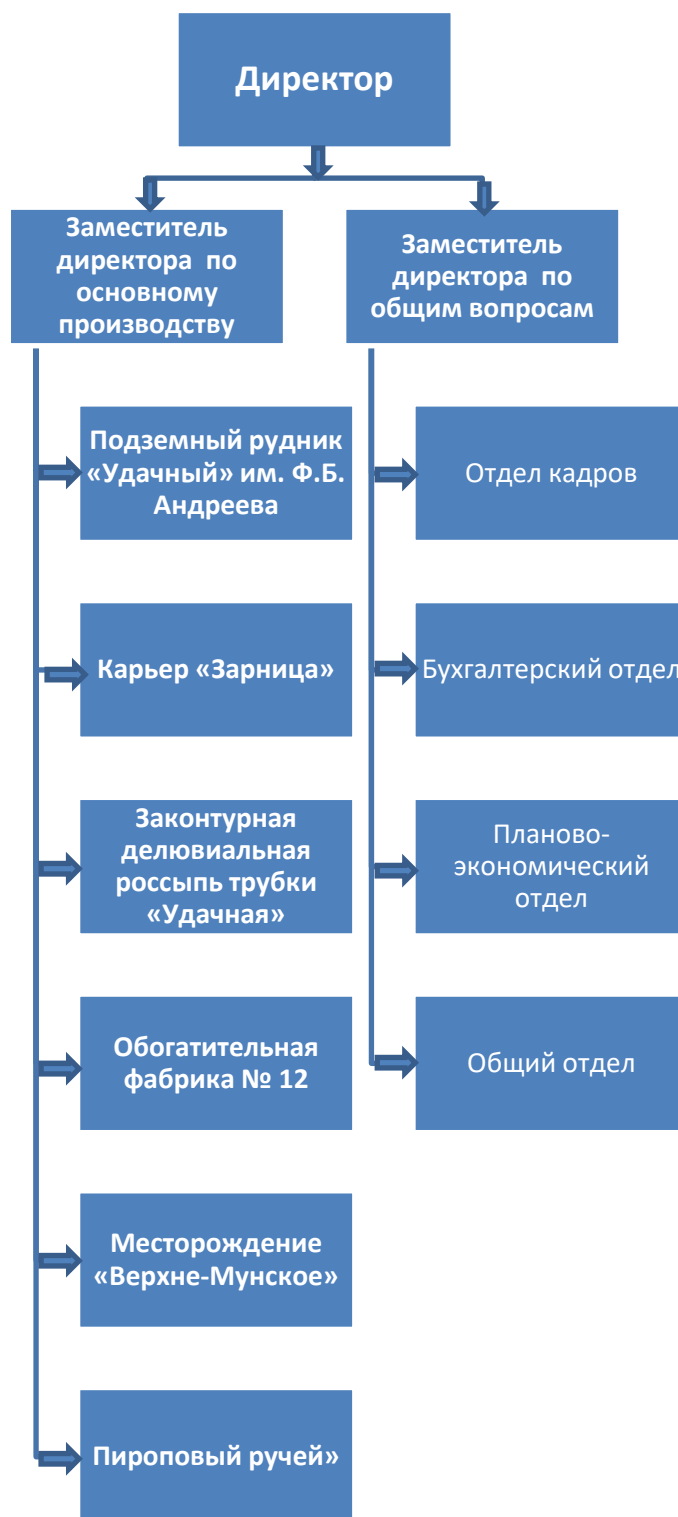 Директор
Заместитель
директора по
основному
производству
Заместитель
директора по
общим вопросам
Подземный рудник
«Удачный» им. Ф.Б.
Андреева
Карьер «Зарница»
Законтурная
делювиальная
россыпь трубки
«Удачная»
Обогатительная
фабрика № 12
Месторождение
«Верхне-Мунское»
Пироповый ручей»
Отдел кадров
Бухгалтерский отдел
Планово-
экономический
отдел
Общий отдел